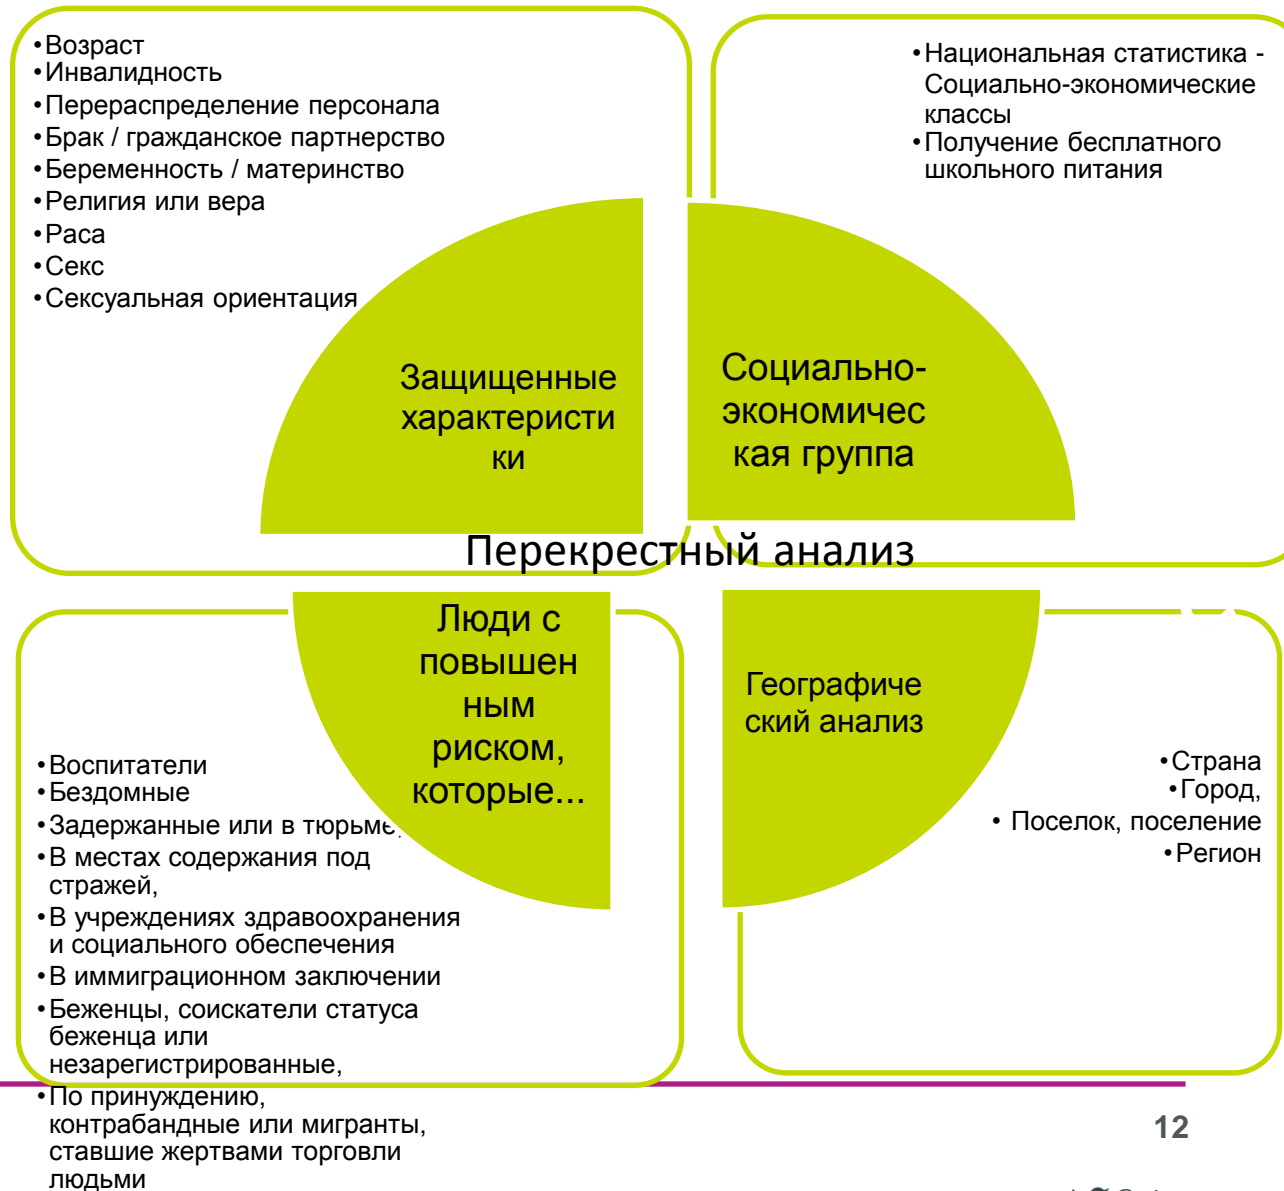 •Возраст
•Инвалидность
•Перераспределение персонала
•Брак / гражданское партнерство
•Беременность / материнство
•Религия или вера
•Раса
•Секс
•Сексуальная ориентация
•Национальная статистика -
Социально-экономические
классы
•Получение бесплатного
школьного питания
Защищенные
характеристи
ки
Социально-
экономичес
кая группа
Перекрестный анализ
Люди с
повышен
ным
риском,
которые...
Географиче
ский анализ
•Воспитатели
•Бездомные
•Задержанные или в тюрьме,
•В местах содержания под
стражей,
•В учреждениях здравоохранения
и социального обеспечения
•В иммиграционном заключении
•Беженцы, соискатели статуса
беженца или
незарегистрированные,
•По принуждению,
контрабандные или мигранты,
ставшие жертвами торговли
людьми
•Страна
•Город,
• Поселок, поселение
•Регион
12